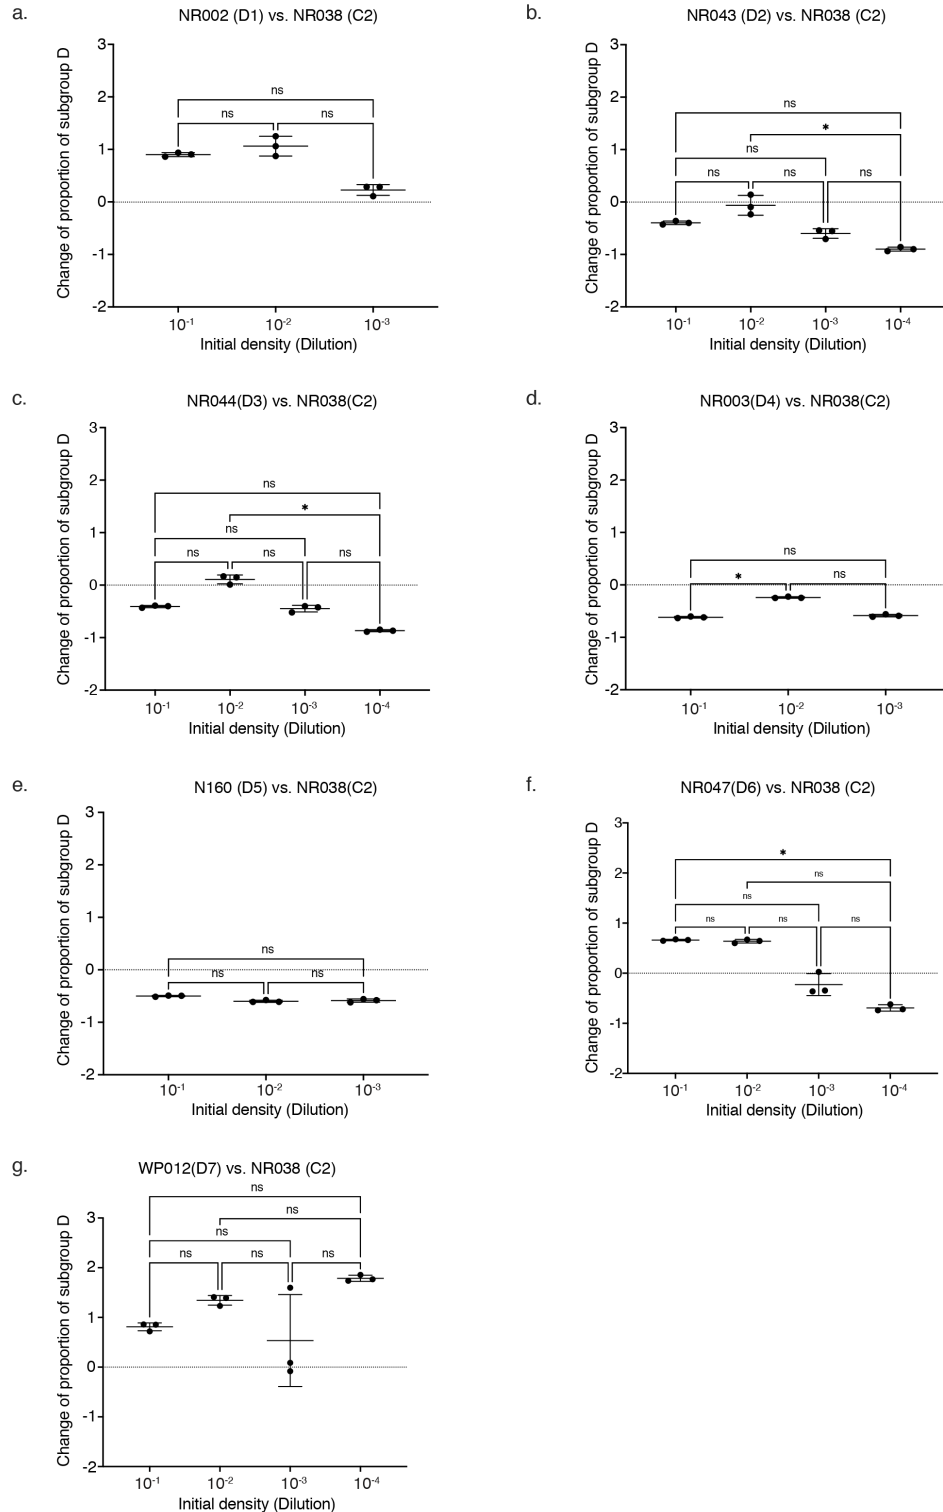 a.
NR002 (D1) vs. NR038 (C2)
Change of proportion of subgroup D
3
2
1
0
-1
-2
ns
ns
ns
10-1
10-2
10-3
Initial density (Dilution)
b.
NR043 (D2) vs. NR038 (C2)
Change of proportion of subgroup D
3
2
1
0
-1
-2
ns
*
ns
ns
ns
ns
10-1
10-2
10-3
10-4
Initial density (Dilution)
c.
NR044(D3) vs. NR038(C2)
Change of proportion of subgroup D
3
2
1
0
-1
-2
ns
*
ns
ns
ns
ns
10-1
10-2
10-3
10-4
Initial density (Dilution)
d.
NR003(D4) vs. NR038(C2)
Change of proportion of subgroup D
3
2
1
0
-1
-2
ns
*
ns
10-1
10-2
10-3
Initial density (Dilution)
e.
N160 (D5) vs. NR038(C2)
Change of proportion of subgroup D
3
2
1
0
-1
-2
ns
ns
ns
10-1
10-2
10-3
Initial density (Dilution)
f.
NR047(D6) vs. NR038 (C2)
Change of proportion of subgroup D
3
2
1
0
-1
-2
*
ns
ns
ns
ns
ns
10-1
10-2
10-3
10-4
Initial density (Dilution)
g.
WP012(D7) vs. NR038 (C2)
Change of proportion of subgroup D
3
2
1
0
-1
-2
ns
ns
ns
ns
ns
ns
10-1
10-2
10-3
10-4
Initial density (Dilution)